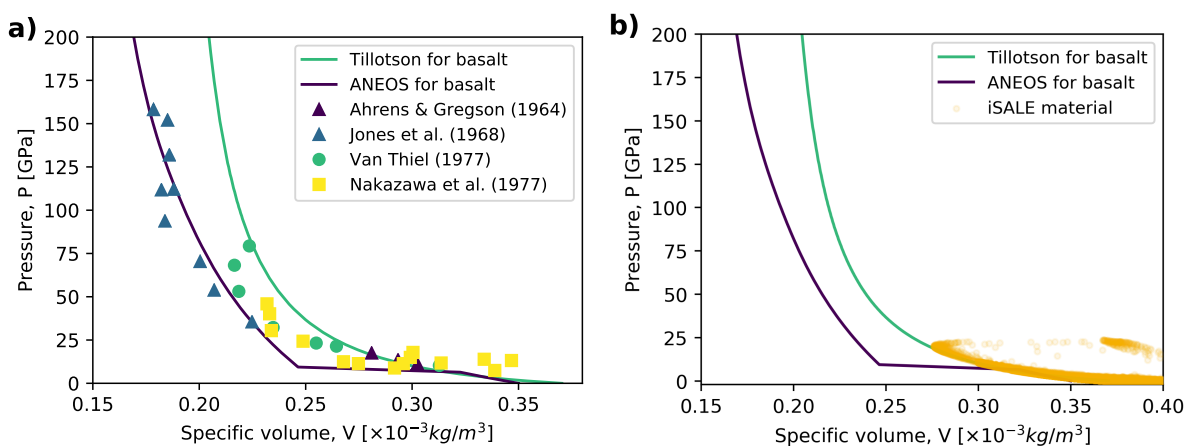 a)
200
175
150
125
100
75
50
25
0
Pressure, P [GPa]
0.15
0.20
0.25
0.30
0.35
Specific volume, V [×10⁻³kg/m³]
Tillotson for basalt
ANEOS for basalt
Ahrens & Gregson (1964)
Jones et al. (1968)
Van Thiel (1977)
Nakazawa et al. (1977)
b)
200
175
150
125
100
75
50
25
0
Pressure, P [GPa]
0.15
0.20
0.25
0.30
0.35
0.40
Specific volume, V [×10⁻³kg/m³]
Tillotson for basalt
ANEOS for basalt
iSALE material